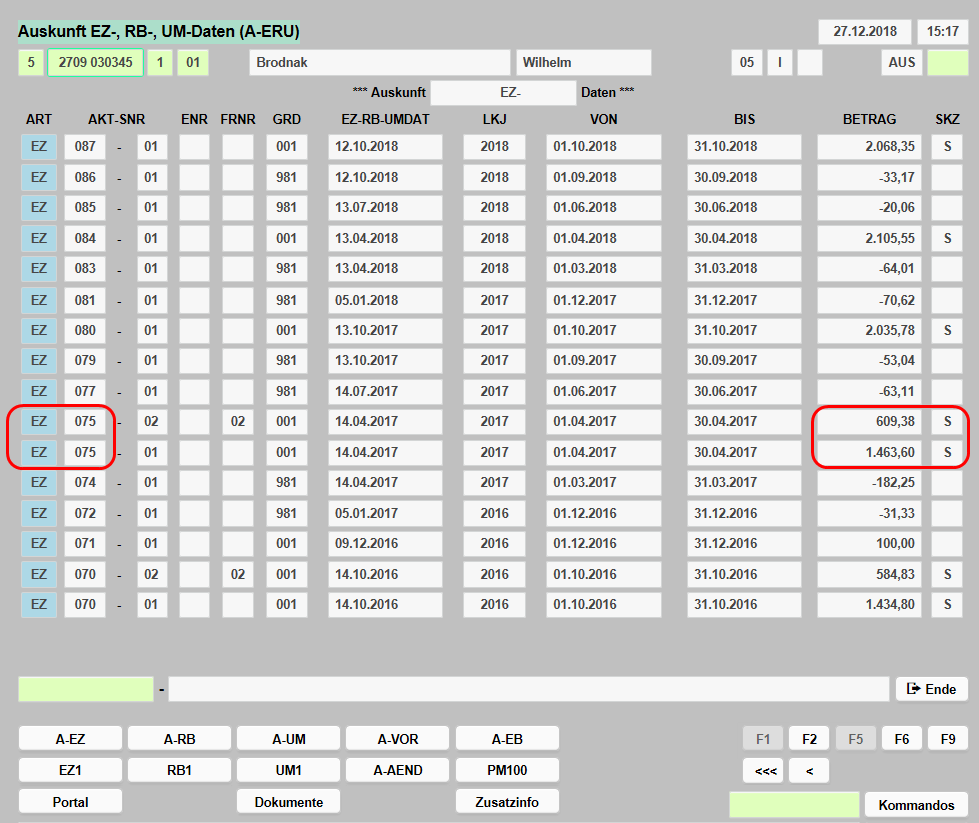 Auskunft EZ-, RB-, UM-Daten (A-ERU) 27.12.2018 15:17
5 2709 030345 1 01 Brodnak Wilhelm 05 I AUS
*** Auskunft EZ- Daten ***
ART AKT-SNR ENR FRNR GRD EZ-RB-UMDAT LKJ VON BIS BETRAG SKZ
EZ 087 - 01 001 12.10.2018 2018 01.10.2018 31.10.2018 2.068,35 S
EZ 086 - 01 981 12.10.2018 2018 01.09.2018 30.09.2018 -33,17
EZ 085 - 01 981 13.07.2018 2018 01.06.2018 30.06.2018 -20,06
EZ 084 - 01 001 13.04.2018 2018 01.04.2018 30.04.2018 2.105,55 S
EZ 083 - 01 981 13.04.2018 2018 01.03.2018 31.03.2018 -64,01
EZ 081 - 01 981 05.01.2018 2017 01.12.2017 31.12.2017 -70,62
EZ 080 - 01 001 13.10.2017 2017 01.10.2017 31.10.2017 2.035,78 S
EZ 079 - 01 981 13.10.2017 2017 01.09.2017 30.09.2017 -53,04
EZ 077 - 01 981 14.07.2017 2017 01.06.2017 30.06.2017 -63,11
EZ 075 - 02 02 001 14.04.2017 2017 01.04.2017 30.04.2017 609,38 S
EZ 075 - 01 001 14.04.2017 2017 01.04.2017 30.04.2017 1.463,60 S
EZ 074 - 01 981 14.04.2017 2017 01.03.2017 31.03.2017 -182,25
EZ 072 - 01 981 05.01.2017 2016 01.12.2016 31.12.2016 -31,33
EZ 071 - 01 001 09.12.2016 2016 01.12.2016 31.12.2016 100,00
EZ 070 - 02 02 001 14.10.2016 2016 01.10.2016 31.10.2016 584,83 S
EZ 070 - 01 001 14.10.2016 2016 01.10.2016 31.10.2016 1.434,80 S
- Ende
A-EZ A-RB A-UM A-VOR A-EB F1 F2 F5 F6 F9
EZ1 RB1 UM1 A-AEND PM100 <<< <
Portal Dokumente Zusatzinfo Kommandos